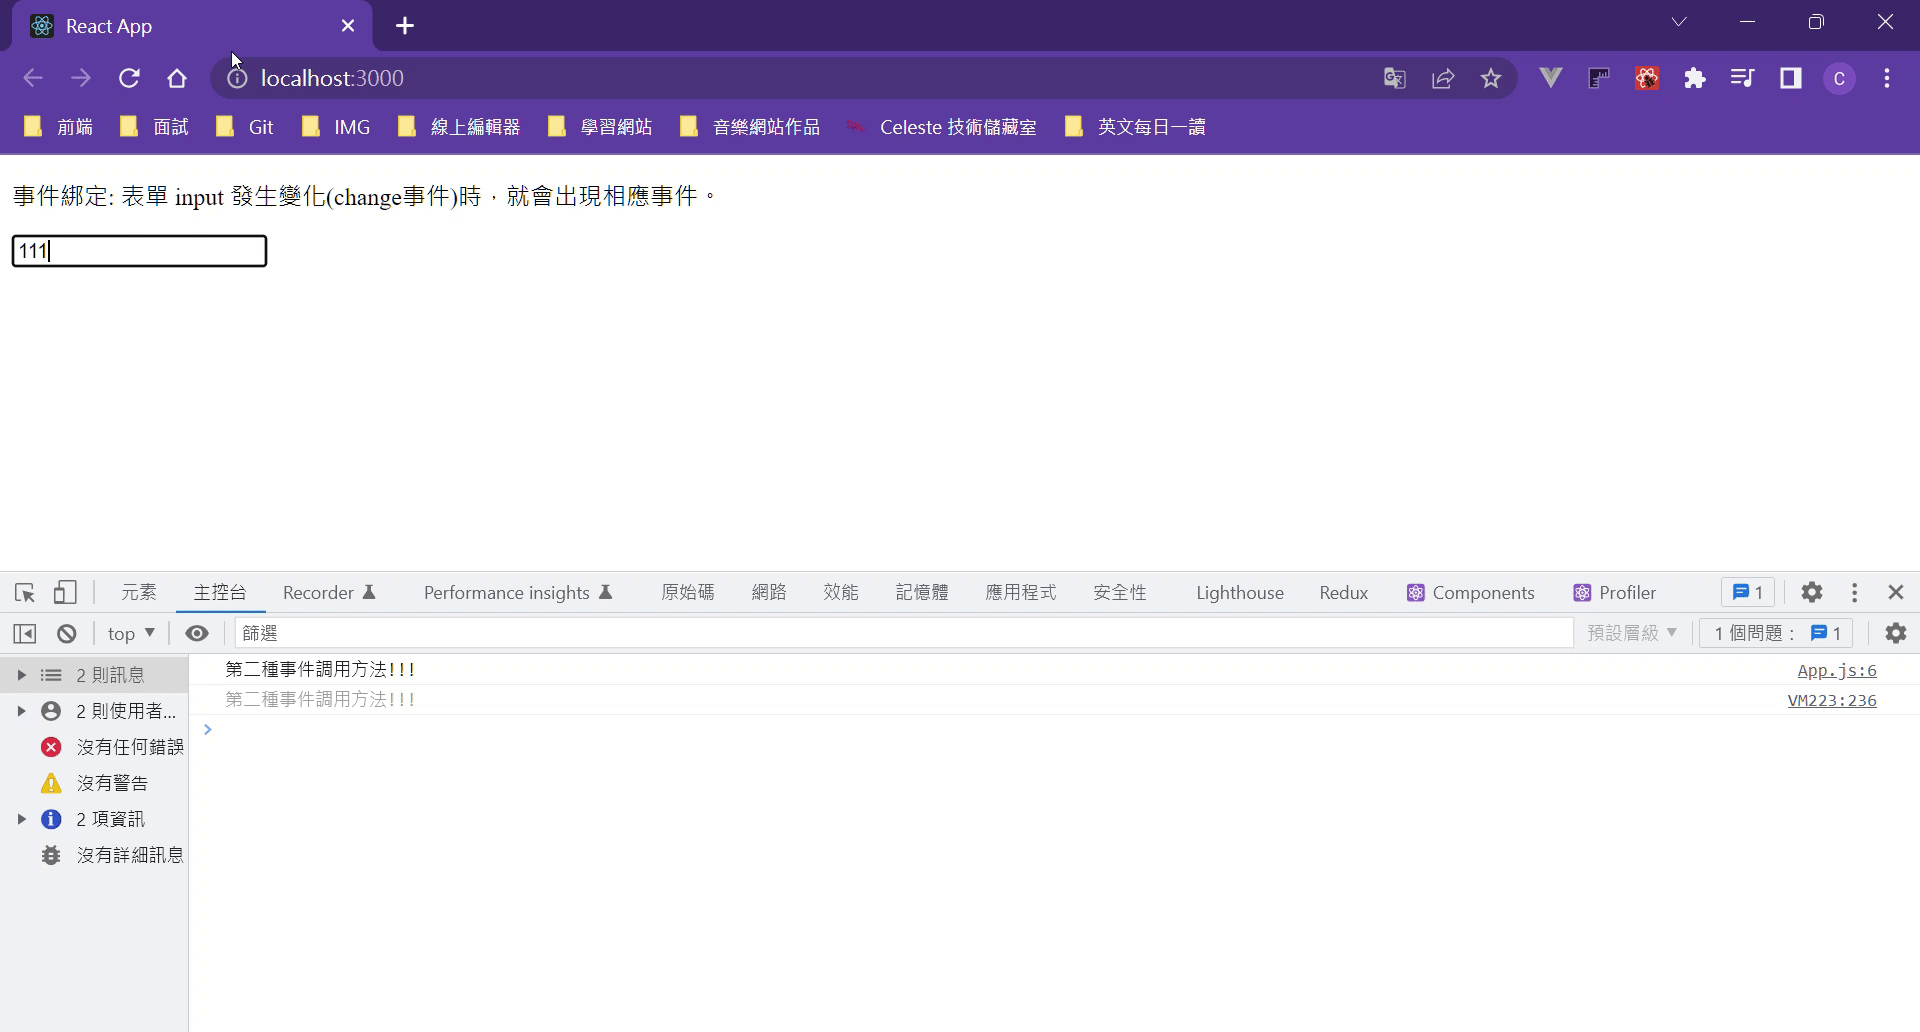 React App
localhost:3000
C
前端 面試 Git IMG 線上編輯器 學習網站 音樂網站作品 Celeste 技術儲藏室 英文每日一讀
事件綁定: 表單 input 發生變化(change事件)時，就會出現相應事件。
111
元素 主控台 Recorder Performance insights 原始碼 網路 效能 記憶體 應用程式 安全性 Lighthouse Redux Components Profiler 1
top ▼ 篩選 預設層級 ▼ 1 個問題： 1
2 則訊息
2 則使用者...
沒有任何錯誤
沒有警告
2 項資訊
沒有詳細訊息
第二種事件調用方法!!! App.js:6
第二種事件調用方法!!! VM223:236